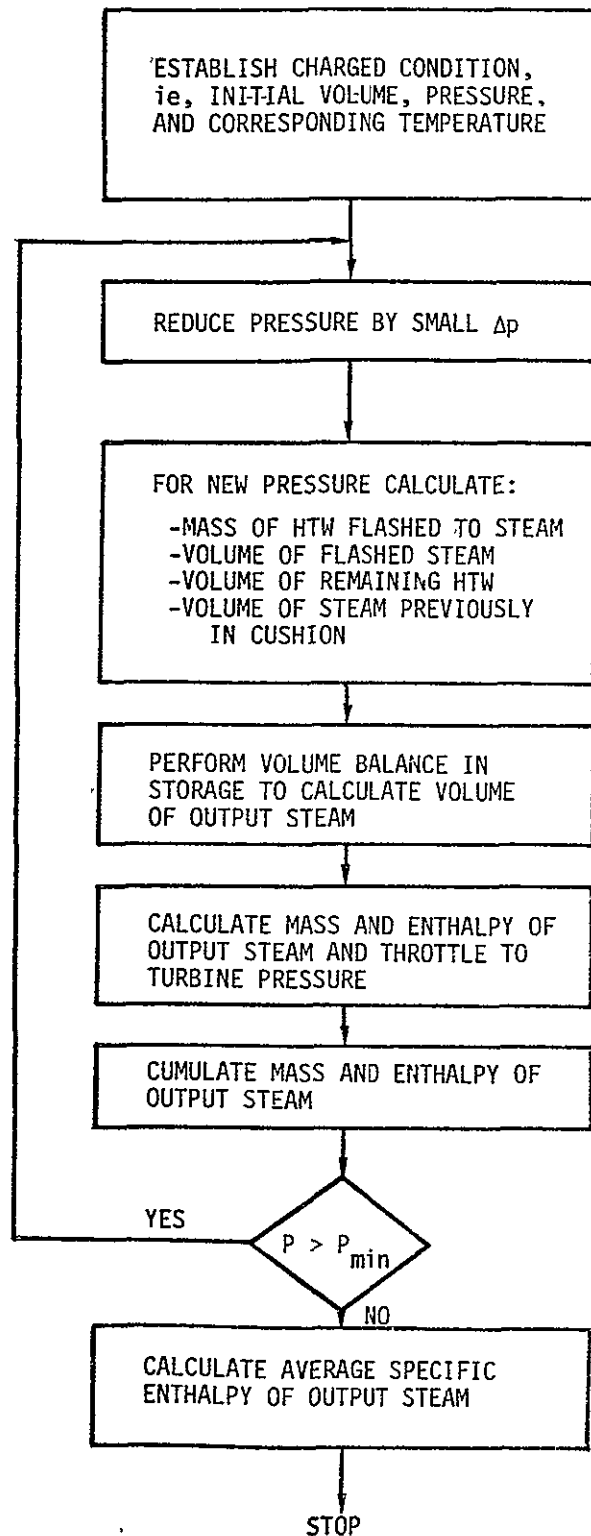 ESTABLISH CHARGED CONDITION,
ie, INITIAL VOLUME, PRESSURE,
AND CORRESPONDING TEMPERATURE
REDUCE PRESSURE BY SMALL Δp
FOR NEW PRESSURE CALCULATE:
-MASS OF HTW FLASHED TO STEAM
-VOLUME OF FLASHED STEAM
-VOLUME OF REMAINING HTW
-VOLUME OF STEAM PREVIOUSLY
IN CUSHION
PERFORM VOLUME BALANCE IN
STORAGE TO CALCULATE VOLUME
OF OUTPUT STEAM
CALCULATE MASS AND ENTHALPY OF
OUTPUT STEAM AND THROTTLE TO
TURBINE PRESSURE
CUMULATE MASS AND ENTHALPY OF
OUTPUT STEAM
YES
P > Pmin
NO
CALCULATE AVERAGE SPECIFIC
ENTHALPY OF OUTPUT STEAM
STOP